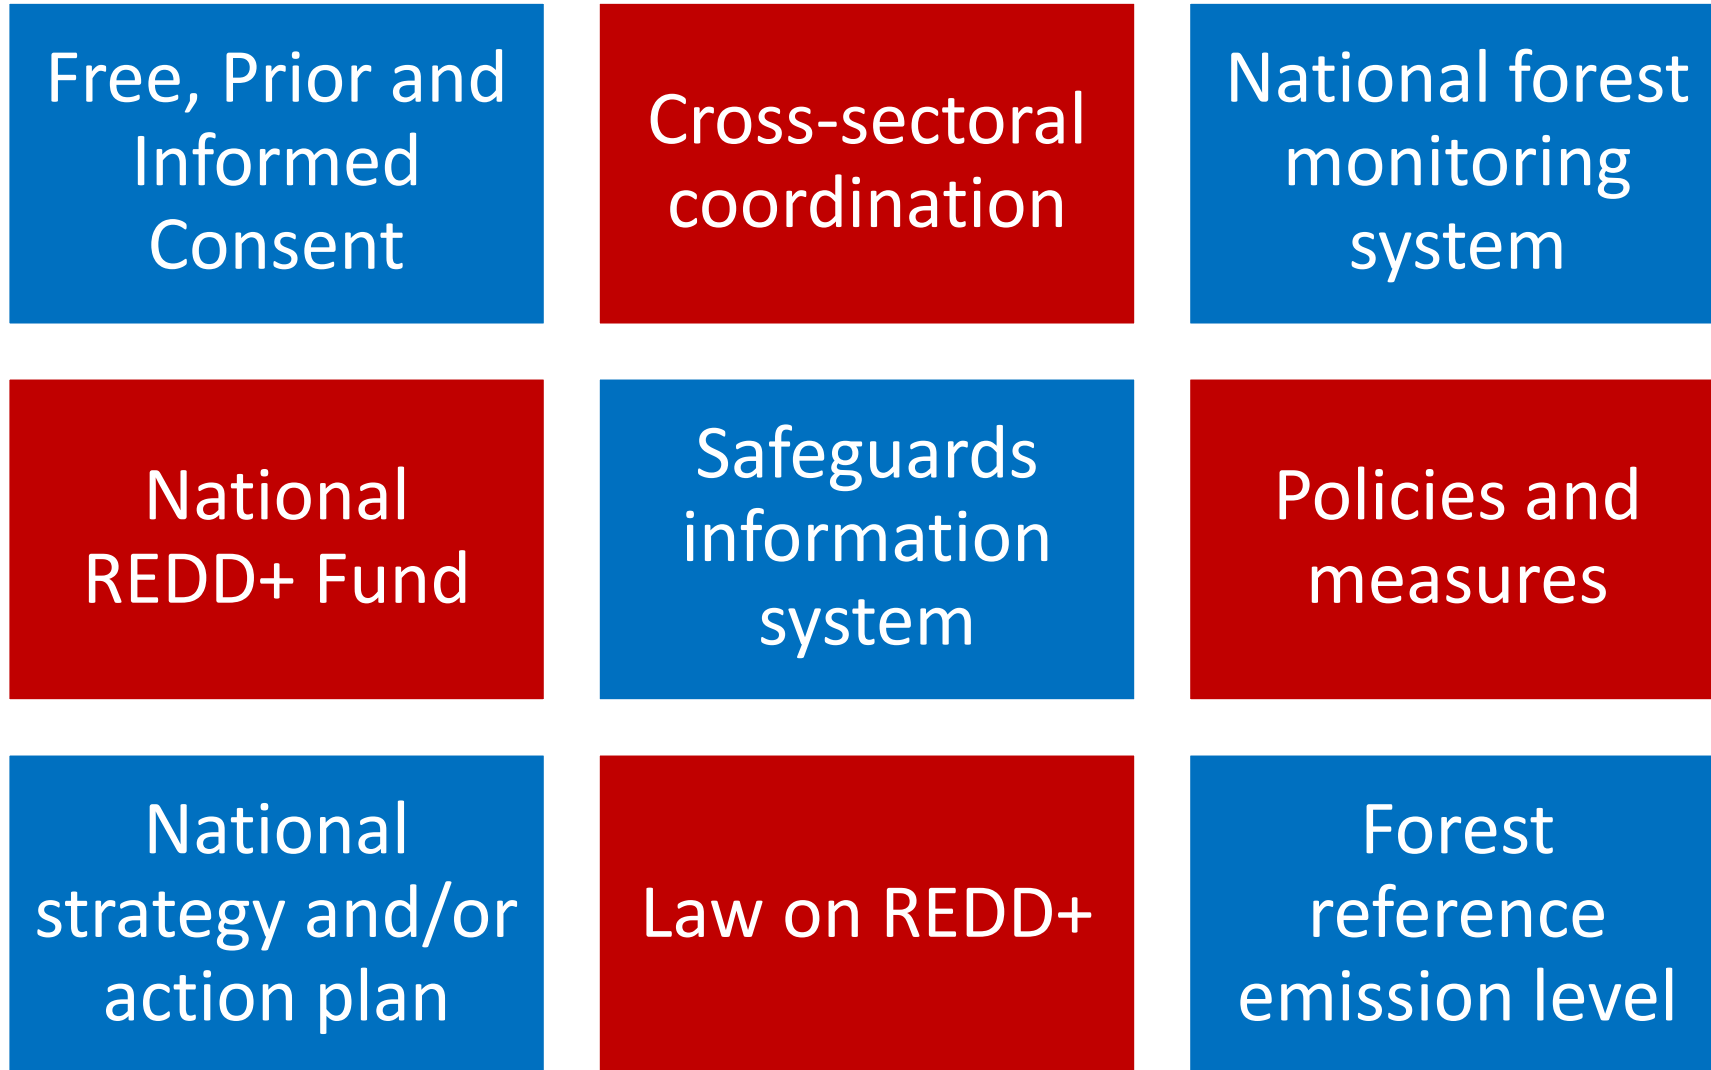 Free, Prior and
Informed
Consent
Cross-sectoral
coordination
National forest
monitoring
system
National
REDD+ Fund
Safeguards
information
system
Policies and
measures
National
strategy and/or
action plan
Law on REDD+
Forest
reference
emission level